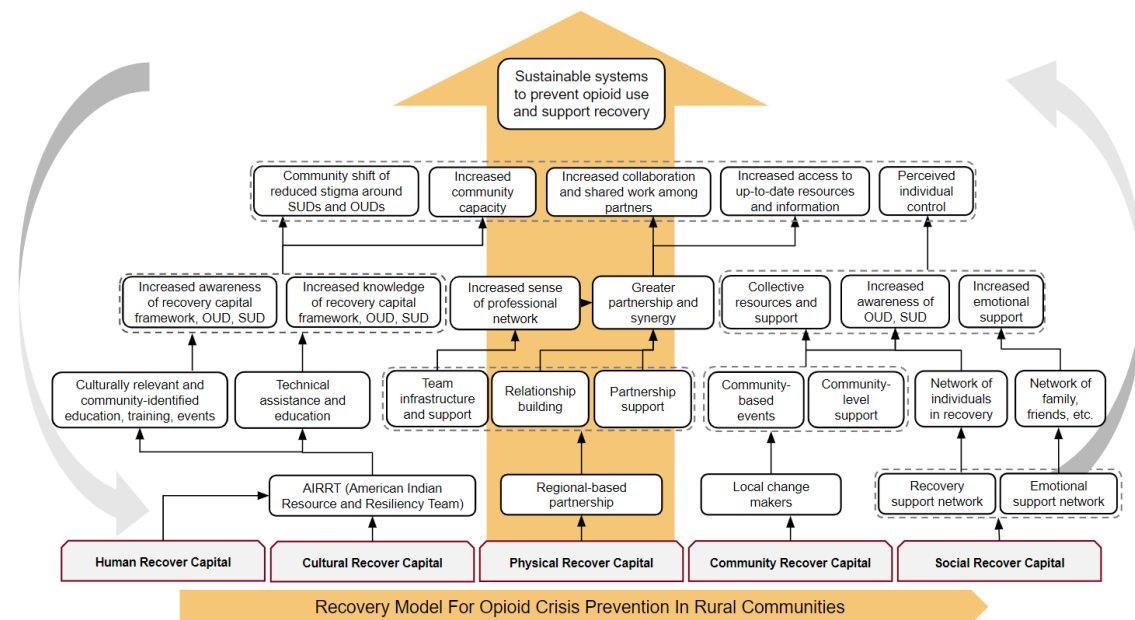 Sustainable systems
to prevent opioid use
and support recovery
Community shift of
reduced stigma around
SUDs and OUDs
Increased
community
capacity
Increased collaboration
and shared work among
partners
Increased access to
up-to-date resources
and information
Perceived
individual
control
Increased awareness
of recovery capital
framework, OUD, SUD
Increased knowledge
of recovery capital
framework, OUD, SUD
Increased sense
of professional
network
Greater
partnership and
synergy
Collective
resources and
support
Increased
awareness of
OUD, SUD
Increased
emotional
support
Culturally relevant and
community-identified
education, training, events
Technical
assistance and
education
Team
infrastructure
and support
Relationship
building
Partnership
support
Community-
based
events
Community-
level
support
Network of
individuals
in recovery
Network of
family,
friends, etc.
AIRRT (American Indian
Resource and Resiliency Team)
Regional-based
partnership
Local change
makers
Recovery
support network
Emotional
support network
Human Recover Capital
Cultural Recover Capital
Physical Recover Capital
Community Recover Capital
Social Recover Capital
Recovery Model For Opioid Crisis Prevention In Rural Communities